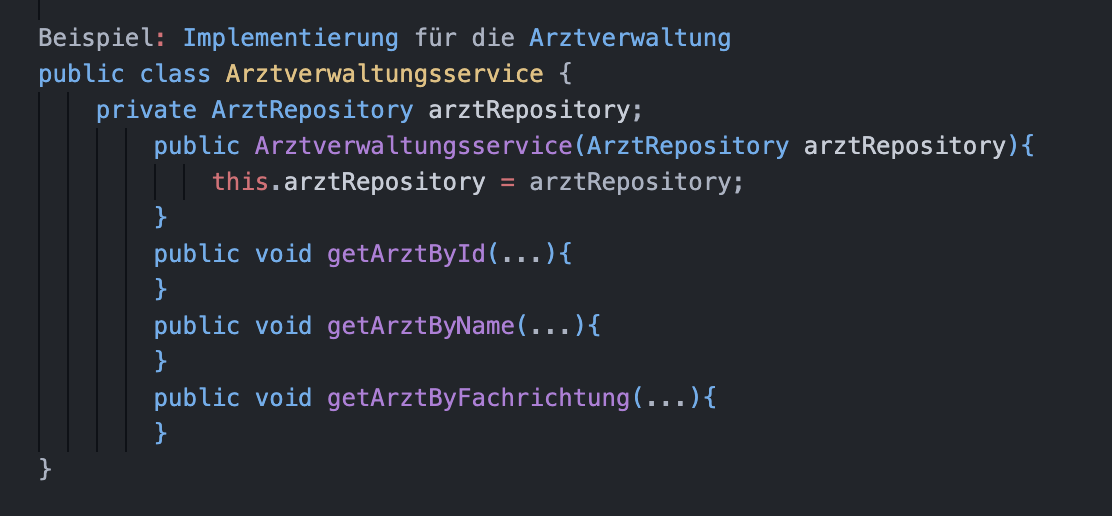 Beispiel: Implementierung für die Arztverwaltung
public class Arztverwaltungsservice {
private ArztRepository arztRepository;
public Arztverwaltungsservice(ArztRepository arztRepository){
this.arztRepository = arztRepository;
}
public void getArztById(...){
}
public void getArztByName(...){
}
public void getArztByFachrichtung(...){
}
}